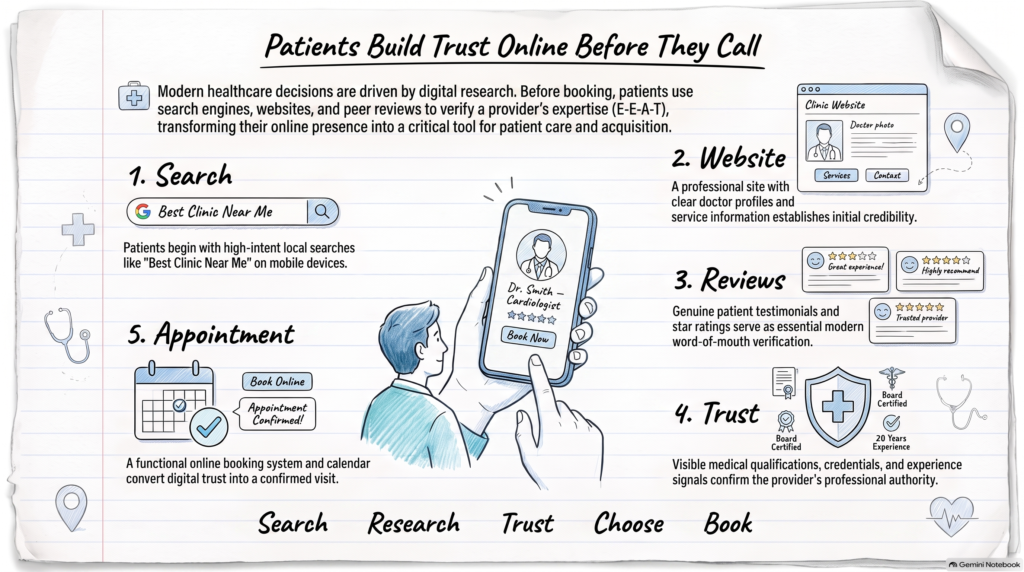 Patients Build Trust Online Before They Call
Modern healthcare decisions are driven by digital research. Before booking, patients use
search engines, websites, and peer reviews to verify a provider's expertise (E-E-A-T),
transforming their online presence into a critical tool for patient care and acquisition.
1. Search
Best Clinic Near Me
Patients begin with high-intent local searches
like "Best Clinic Near Me" on mobile devices.
Clinic Website
Doctor photo
Services
Contact
2. Website
A professional site with
clear doctor profiles and
service information establishes initial credibility.
Dr. Smith –
Cardiologist
Book Now
3. Reviews
Great experience!
Highly recommend
Trusted provider
Genuine patient testimonials and
star ratings serve as essential modern
word-of-mouth verification.
4. Trust
Board
Certified
Board
Certified
20 Years
Experience
Visible medical qualifications, credentials, and experience
signals confirm the provider's professional authority.
5. Appointment
Book Online
Appointment
Confirmed!
A functional online booking system and calendar
convert digital trust into a confirmed visit.
Search Research Trust Choose Book
Gemini Notebook